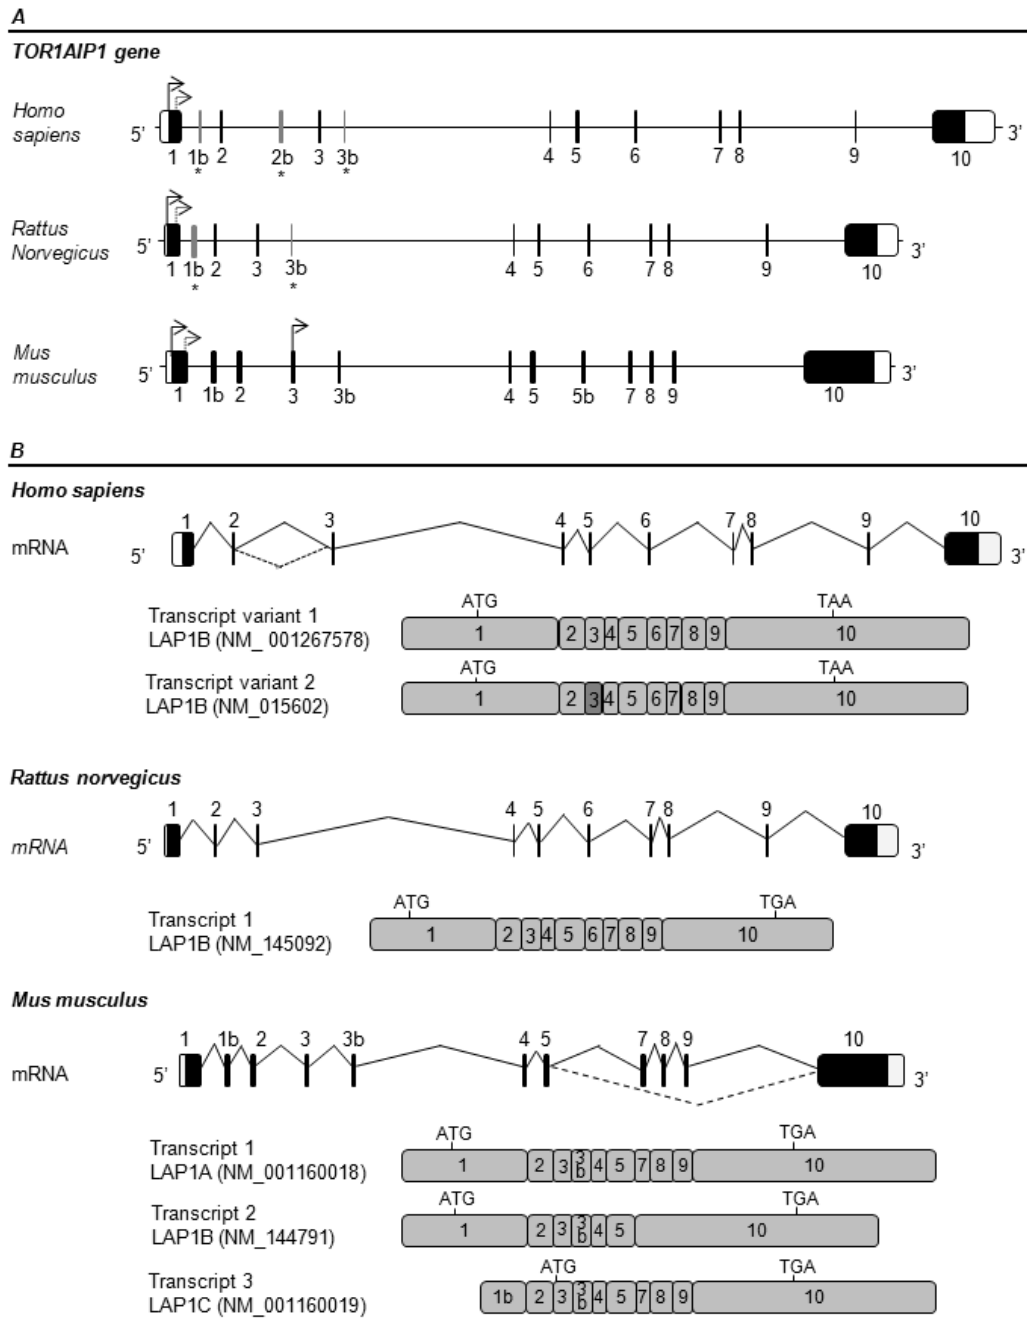 A
TOR1AIP1 gene
Homo
sapiens
5'
3'
1 1b 2 2b 3 3b 4 5 6 7 8 9 10
* * *
Rattus
Norvegicus
5'
3'
1 1b 2 3 3b 4 5 6 7 8 9 10
* *
Mus
musculus
5'
3'
1 1b 2 3 3b 4 5 5b 7 8 9 10
B
Homo sapiens
1 2 3 4 5 6 7 8 9 10
mRNA 5' 3'
ATG TAA
Transcript variant 1
LAP1B (NM_ 001267578)
1 2 3 4 5 6 7 8 9 10
ATG TAA
Transcript variant 2
LAP1B (NM_015602)
1 2 3 4 5 6 7 8 9 10
Rattus norvegicus
1 2 3 4 5 6 7 8 9 10
mRNA 5' 3'
ATG TGA
Transcript 1
LAP1B (NM_145092)
1 2 3 4 5 6 7 8 9 10
Mus musculus
1 1b 2 3 3b 4 5 7 8 9 10
mRNA 5' 3'
ATG TGA
Transcript 1
LAP1A (NM_001160018)
1 2 3 3b 4 5 7 8 9 10
ATG TGA
Transcript 2
LAP1B (NM_144791)
1 2 3 3b 4 5 10
ATG TGA
Transcript 3
LAP1C (NM_001160019)
1b 2 3 3b 4 5 7 8 9 10